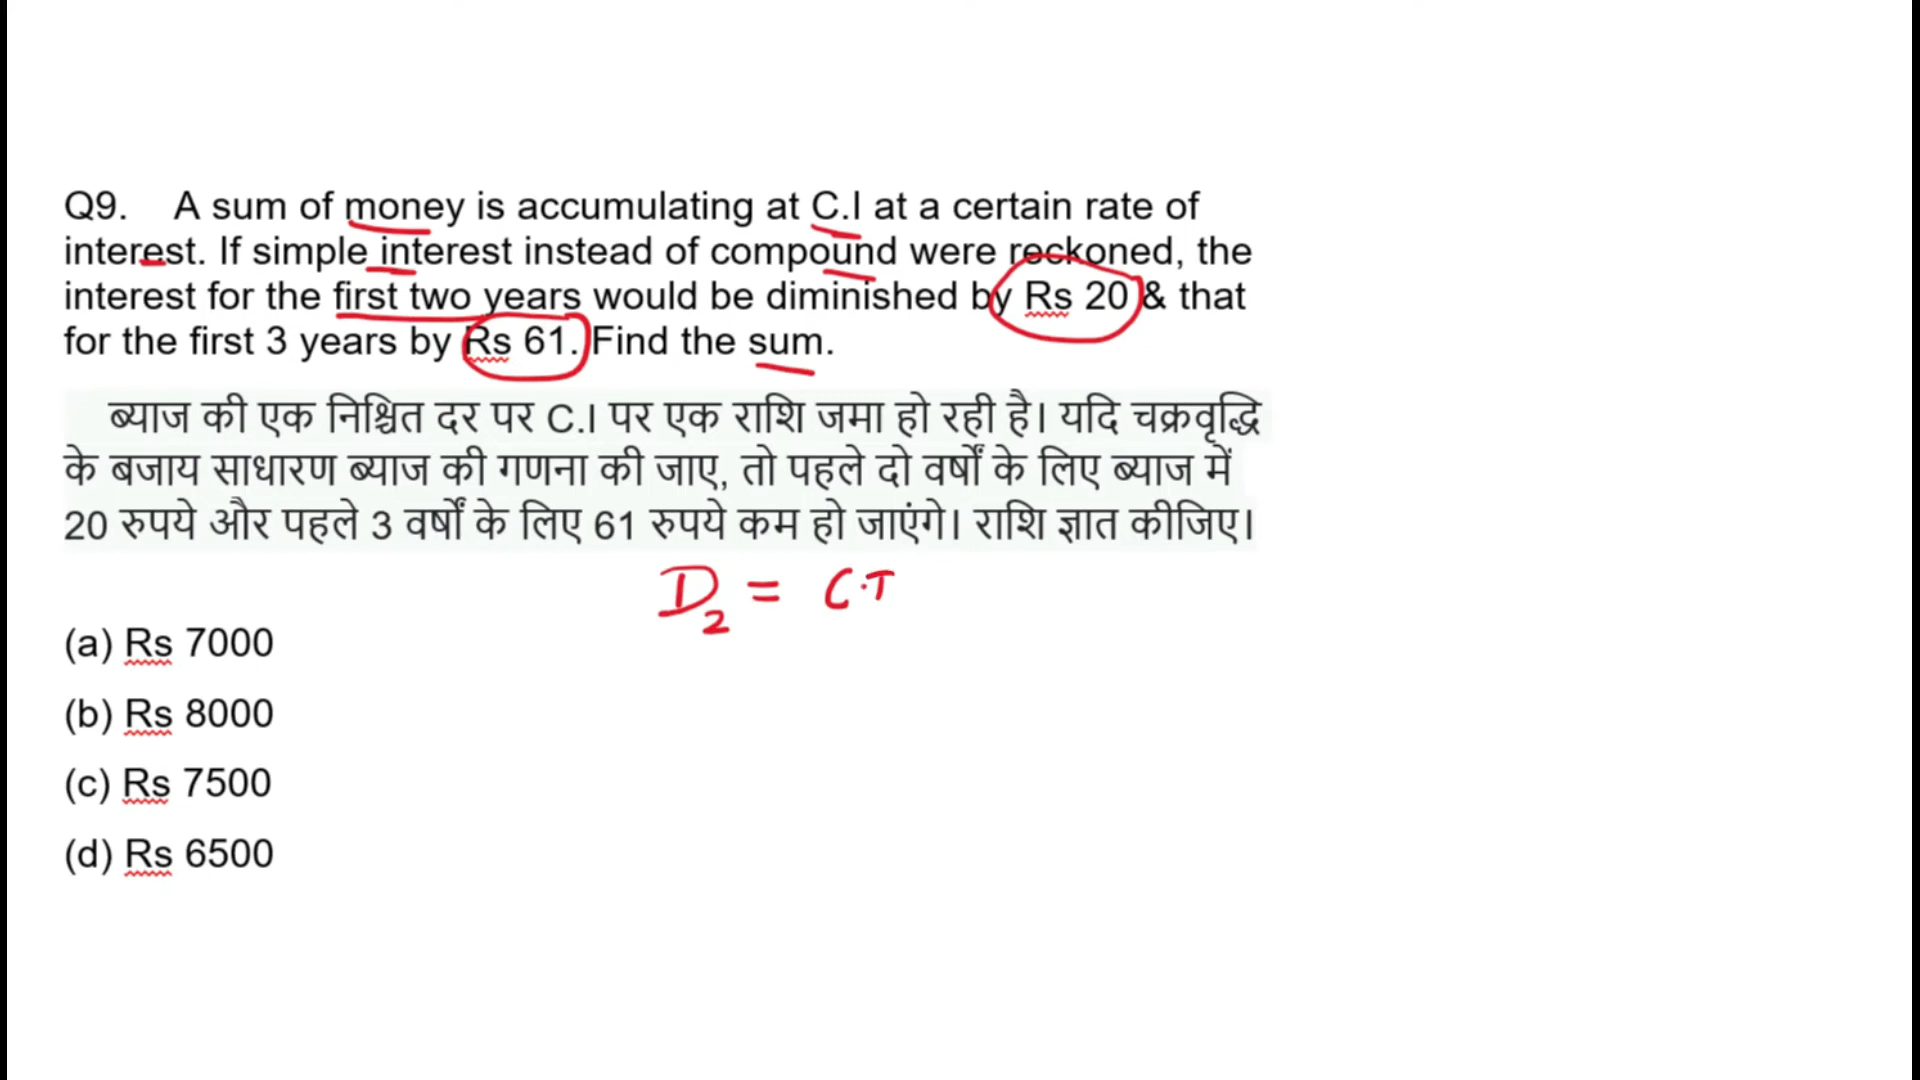 Q9. A sum of money is accumulating at C.I at a certain rate of
interest. If simple interest instead of compound were reckoned, the
interest for the first two years would be diminished by Rs 20 & that
for the first 3 years by Rs 61. Find the sum.
ब्याज की एक निश्चित दर पर C.I पर एक राशि जमा हो रही है। यदि चक्रवृद्धि
के बजाय साधारण ब्याज की गणना की जाए, तो पहले दो वर्षों के लिए ब्याज में
20 रुपये और पहले 3 वर्षों के लिए 61 रुपये कम हो जाएंगे। राशि ज्ञात कीजिए।
D₂ = C.I
(a) Rs 7000
(b) Rs 8000
(c) Rs 7500
(d) Rs 6500